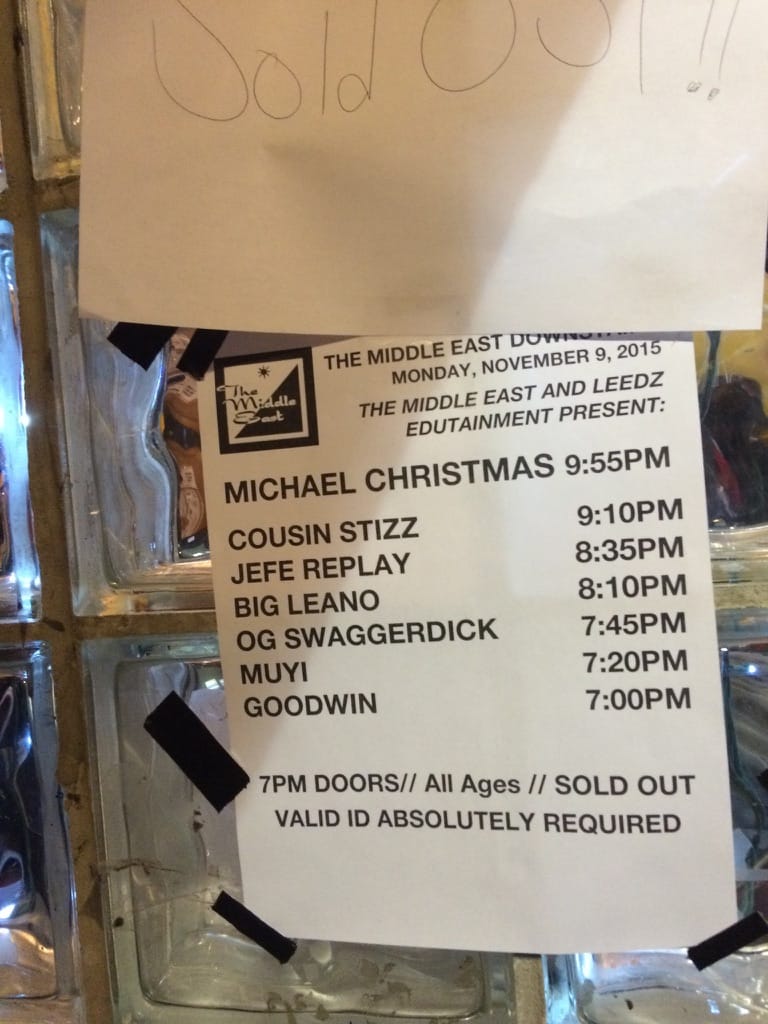 Sold OUT!!
THE MIDDLE EAST DOWNSTAIRS
MONDAY, NOVEMBER 9, 2015
The Middle East
THE MIDDLE EAST AND LEEDZ
EDUTAINMENT PRESENT:
MICHAEL CHRISTMAS 9:55PM
COUSIN STIZZ 9:10PM
JEFE REPLAY 8:35PM
BIG LEANO 8:10PM
OG SWAGGERDICK 7:45PM
MUYI 7:20PM
GOODWIN 7:00PM
7PM DOORS// All Ages // SOLD OUT
VALID ID ABSOLUTELY REQUIRED